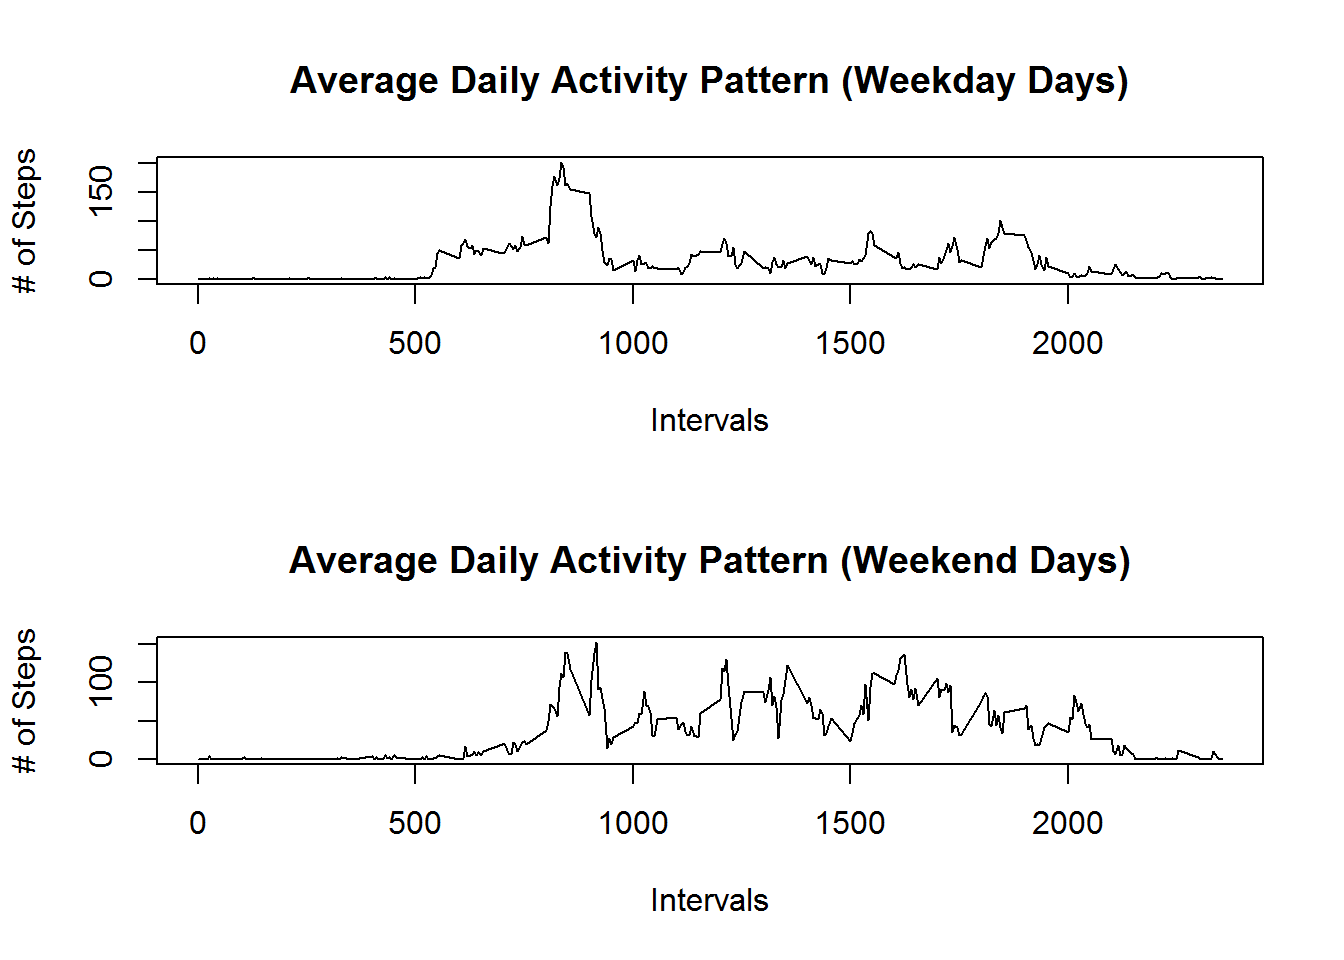 Average Daily Activity Pattern (Weekday Days)
# of Steps
150
0
0 500 1000 1500 2000
Intervals
Average Daily Activity Pattern (Weekend Days)
# of Steps
100
0
0 500 1000 1500 2000
Intervals